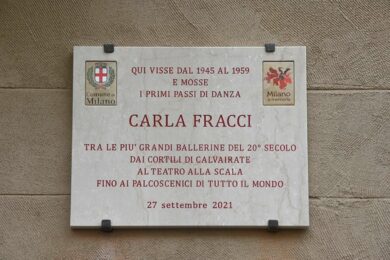 QUI VISSE DAL 1945 AL 1959
E MOSSE
I PRIMI PASSI DI DANZA
CARLA FRACCI
TRA LE PIU' GRANDI BALLERINE DEL 20° SECOLO
DAI CORTILI DI CALVAIRATE
AL TEATRO ALLA SCALA
FINO AI PALCOSCENICI DI TUTTO IL MONDO
27 settembre 2021
Comune di
Milano
Milano